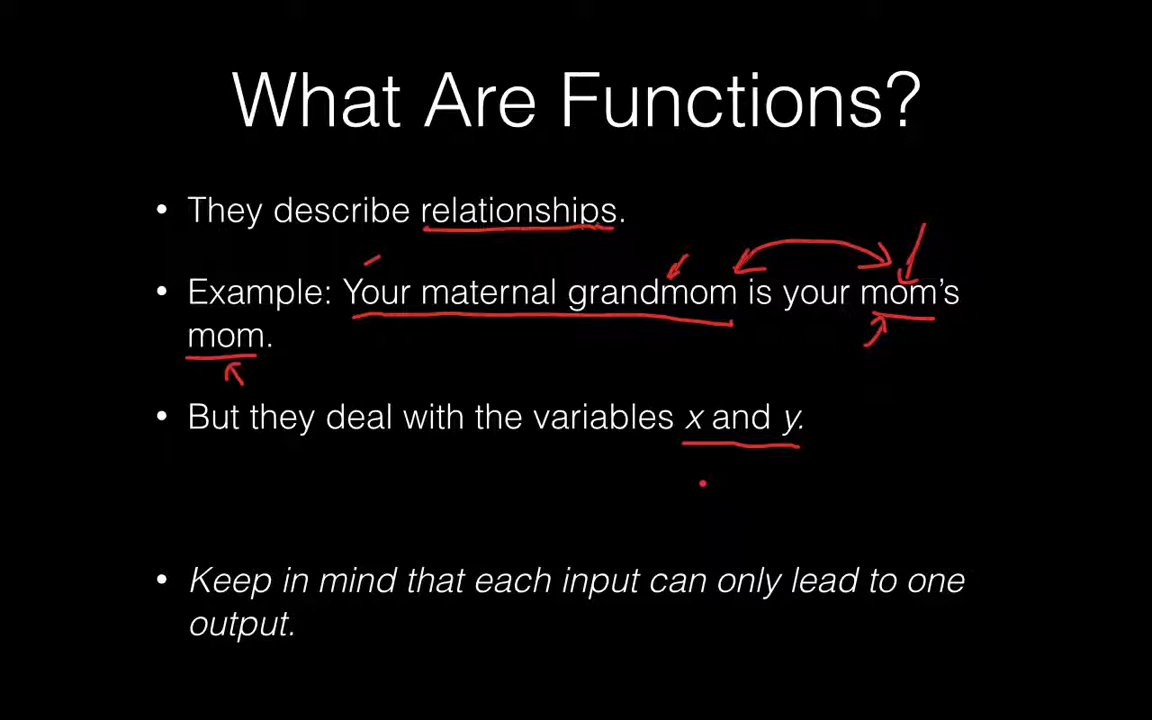 What Are Functions?
• They describe relationships.
• Example: Your maternal grandmom is your mom's
mom.
• But they deal with the variables x and y.
• Keep in mind that each input can only lead to one
output.